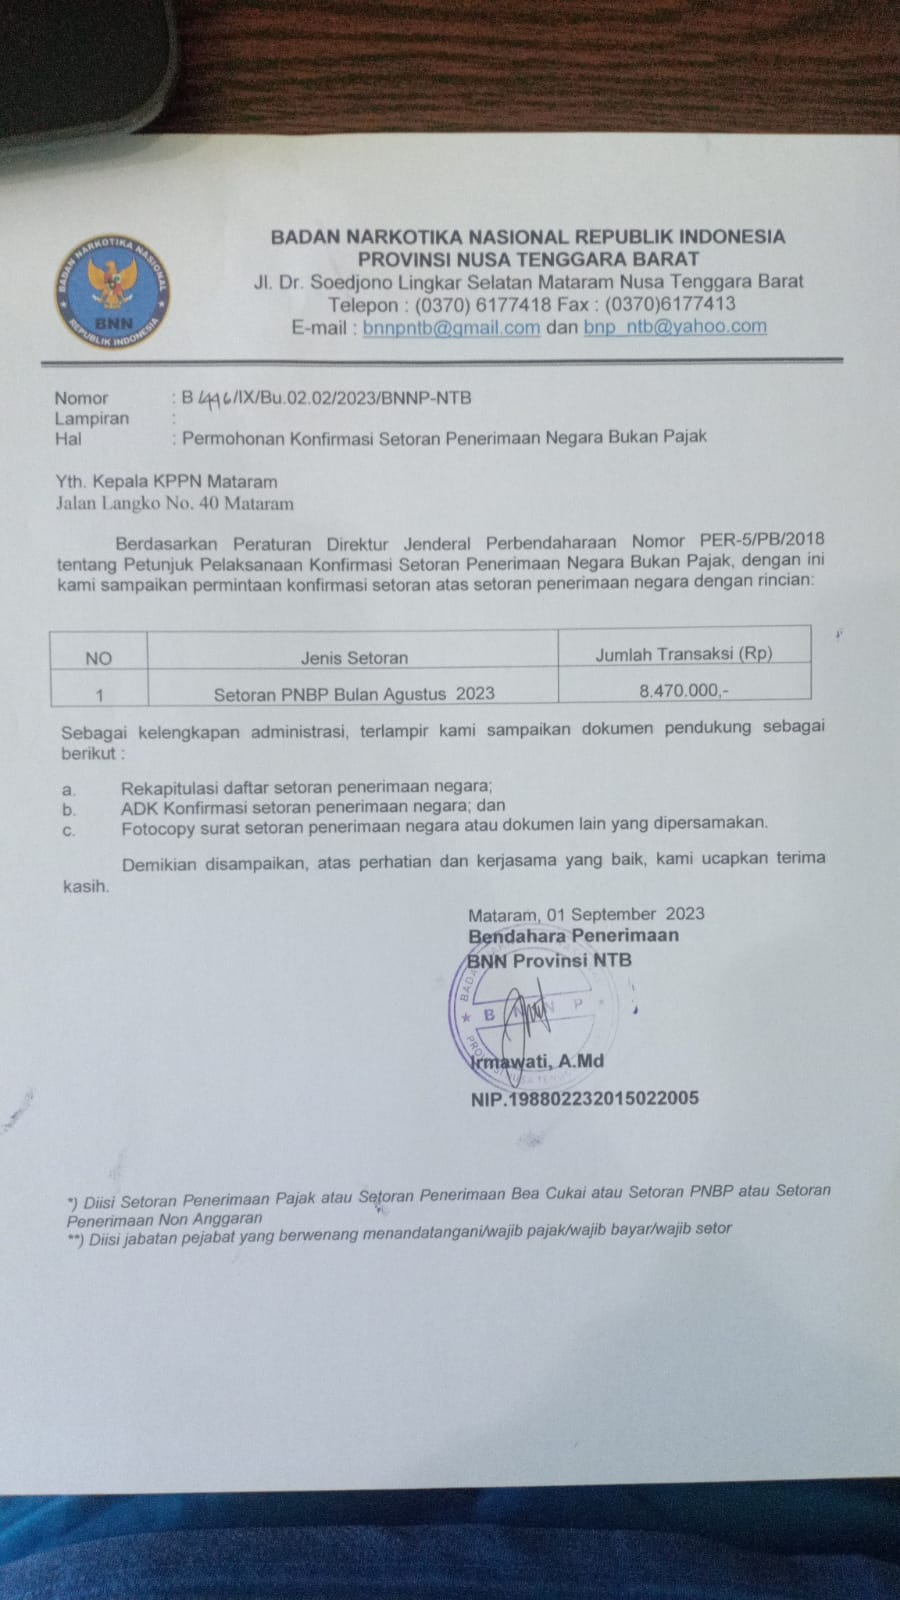 BADAN NARKOTIKA NASIONAL
BNN
REPUBLIK INDONESIA
BADAN NARKOTIKA NASIONAL REPUBLIK INDONESIA
PROVINSI NUSA TENGGARA BARAT
Jl. Dr. Soedjono Lingkar Selatan Mataram Nusa Tenggara Barat
Telepon : (0370) 6177418 Fax : (0370)6177413
E-mail : bnnpntb@gmail.com dan bnp_ntb@yahoo.com
Nomor : B /496/IX/Bu.02.02/2023/BNNP-NTB
Lampiran :
Hal : Permohonan Konfirmasi Setoran Penerimaan Negara Bukan Pajak
Yth. Kepala KPPN Mataram
Jalan Langko No. 40 Mataram
Berdasarkan Peraturan Direktur Jenderal Perbendaharaan Nomor PER-5/PB/2018
tentang Petunjuk Pelaksanaan Konfirmasi Setoran Penerimaan Negara Bukan Pajak, dengan ini
kami sampaikan permintaan konfirmasi setoran atas setoran penerimaan negara dengan rincian:
NO Jenis Setoran Jumlah Transaksi (Rp)
1 Setoran PNBP Bulan Agustus 2023 8.470.000,-
Sebagai kelengkapan administrasi, terlampir kami sampaikan dokumen pendukung sebagai
berikut :
a. Rekapitulasi daftar setoran penerimaan negara;
b. ADK Konfirmasi setoran penerimaan negara; dan
c. Fotocopy surat setoran penerimaan negara atau dokumen lain yang dipersamakan.
Demikian disampaikan, atas perhatian dan kerjasama yang baik, kami ucapkan terima
kasih.
Mataram, 01 September 2023
Bendahara Penerimaan
BNN Provinsi NTB
B N N P
Irmawati, A.Md
NIP.198802232015022005
*) Diisi Setoran Penerimaan Pajak atau Setoran Penerimaan Bea Cukai atau Setoran PNBP atau Setoran
Penerimaan Non Anggaran
**) Diisi jabatan pejabat yang berwenang menandatangani/wajib pajak/wajib bayar/wajib setor